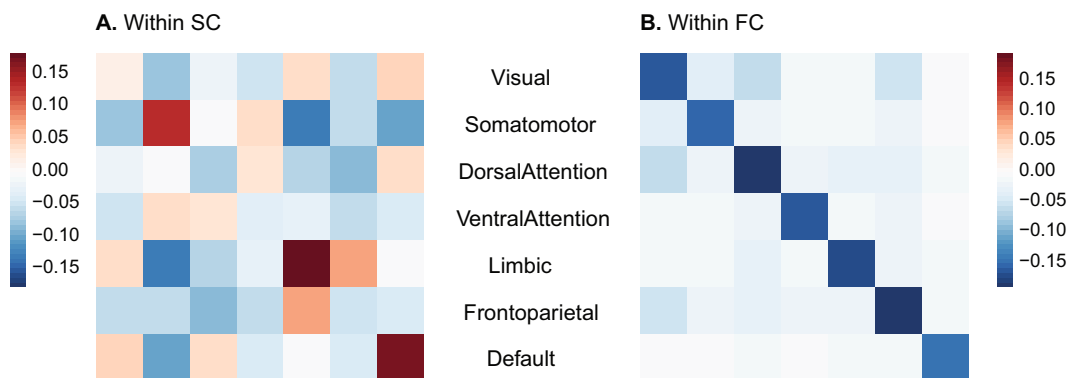 A. Within SC
B. Within FC
0.15
0.10
0.05
0.00
−0.05
−0.10
−0.15
Visual
Somatomotor
DorsalAttention
VentralAttention
Limbic
Frontoparietal
Default
0.15
0.10
0.05
0.00
−0.05
−0.10
−0.15